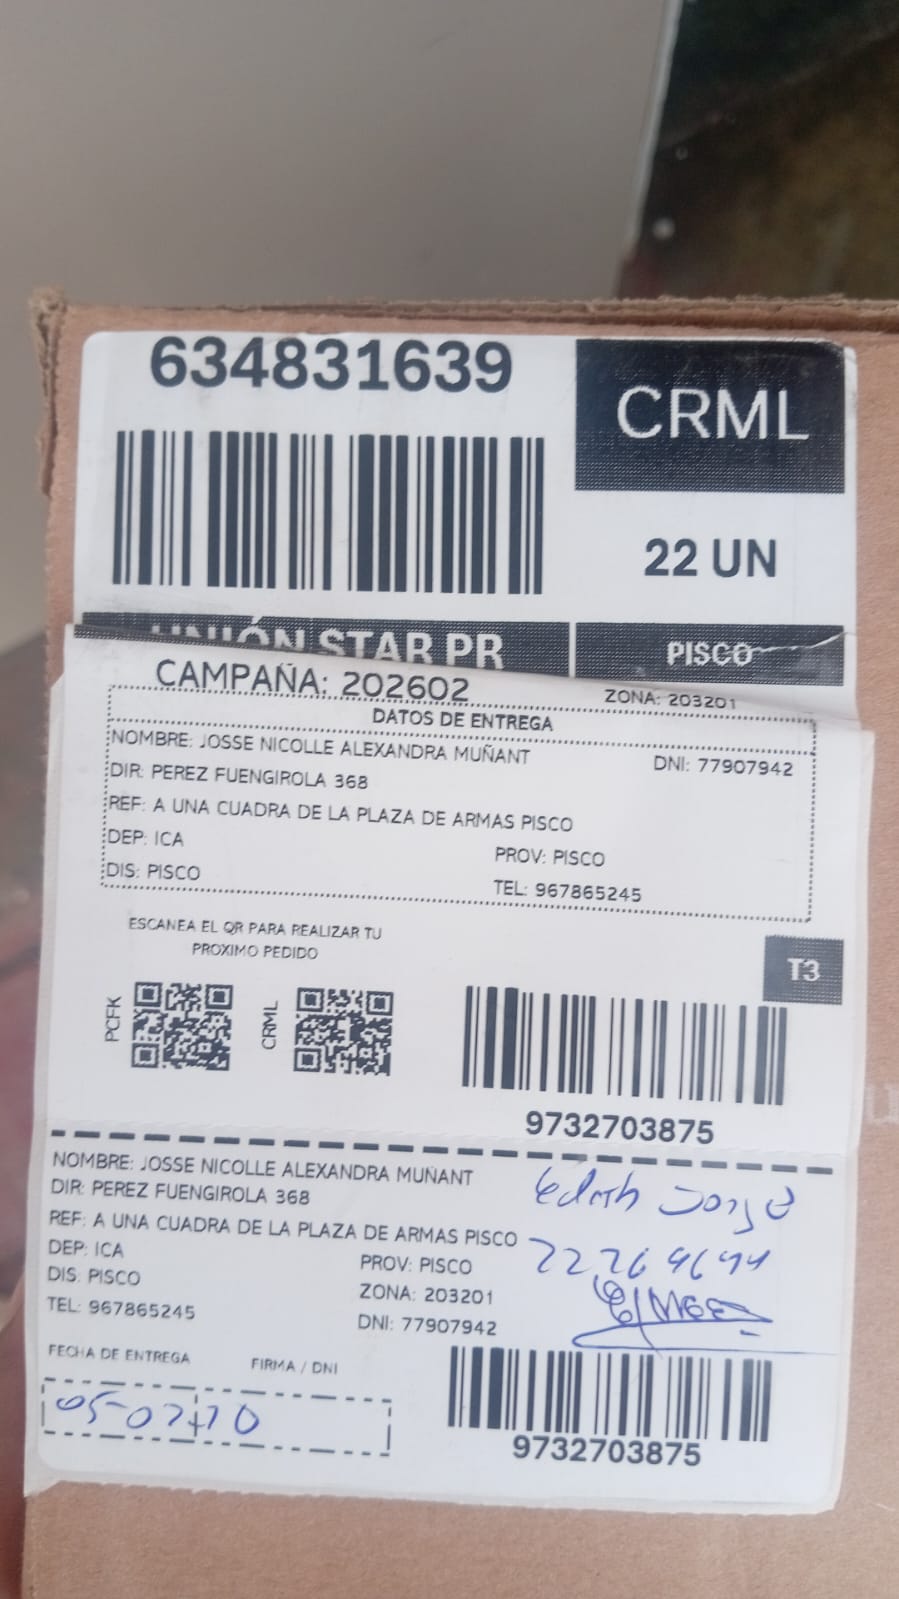 634831639
CRML
22 UN
UNIÓN STAR PR
PISCO
CAMPAÑA: 202602
ZONA: 203201
DATOS DE ENTREGA
NOMBRE: JOSSE NICOLLE ALEXANDRA MUÑANT
DNI: 77907942
DIR: PEREZ FUENGIROLA 368
REF: A UNA CUADRA DE LA PLAZA DE ARMAS PISCO
DEP: ICA
PROV: PISCO
DIS: PISCO
TEL: 967865245
ESCANEA EL QR PARA REALIZAR TU
PROXIMO PEDIDO
T3
PCFK
CRML
9732703875
NOMBRE: JOSSE NICOLLE ALEXANDRA MUÑANT
DIR: PEREZ FUENGIROLA 368
REF: A UNA CUADRA DE LA PLAZA DE ARMAS PISCO
DEP: ICA
PROV: PISCO
DIS: PISCO
ZONA: 203201
TEL: 967865245
DNI: 77907942
FECHA DE ENTREGA
FIRMA / DNI
9732703875